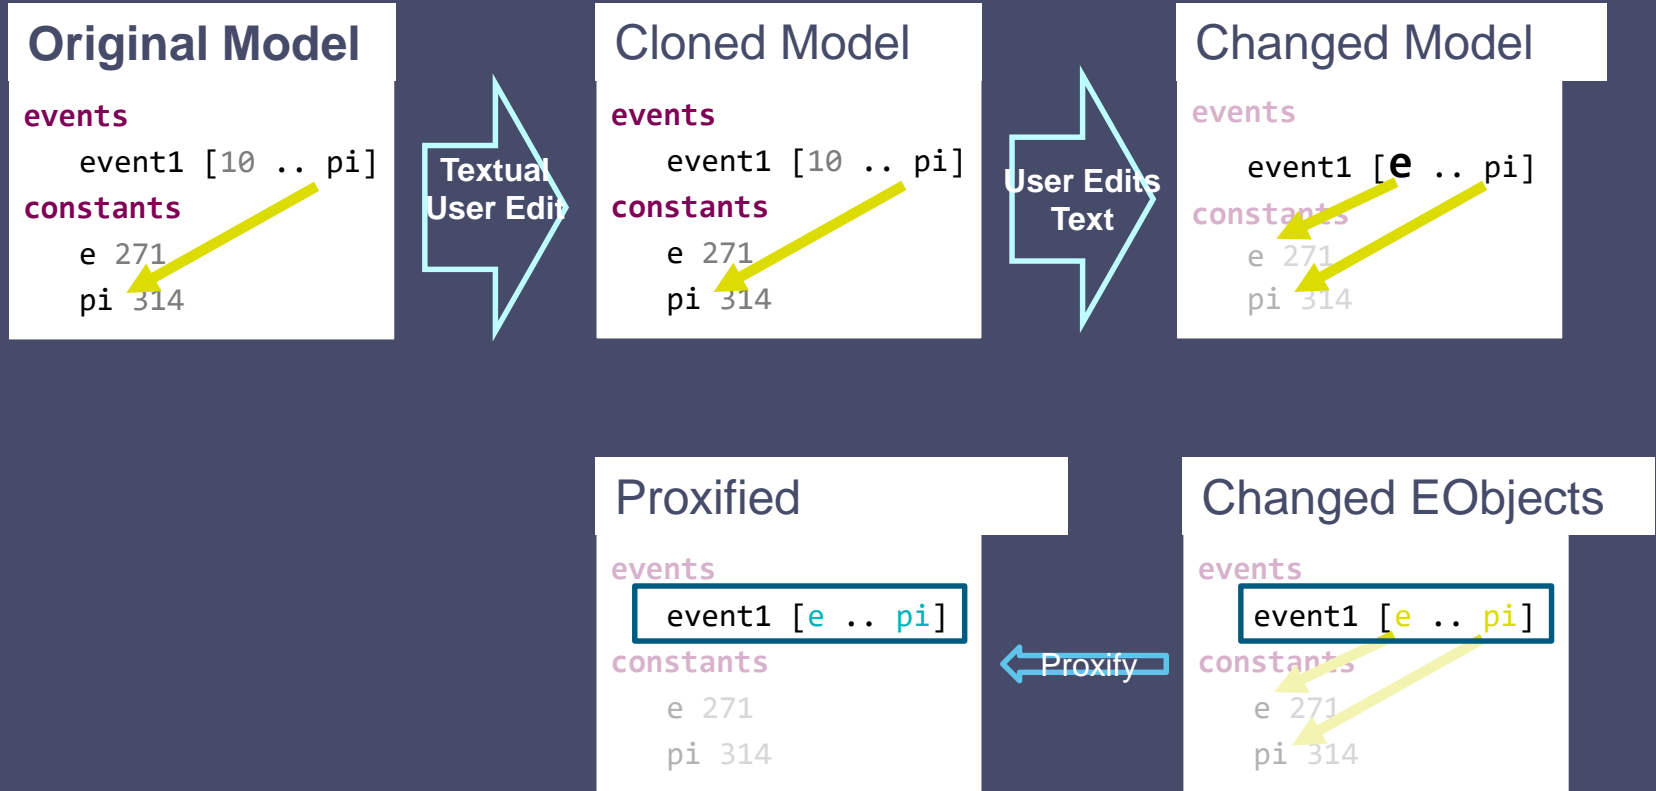 Original Model
events
event1 [10 .. pi]
constants
e 271
pi 314
Textual
User Edit
Cloned Model
events
event1 [10 .. pi]
constants
e 271
pi 314
User Edits
Text
Changed Model
events
event1 [e .. pi]
constants
e 271
pi 314
Proxified
events
event1 [e .. pi]
constants
e 271
pi 314
Proxify
Changed EObjects
events
event1 [e .. pi]
constants
e 271
pi 314